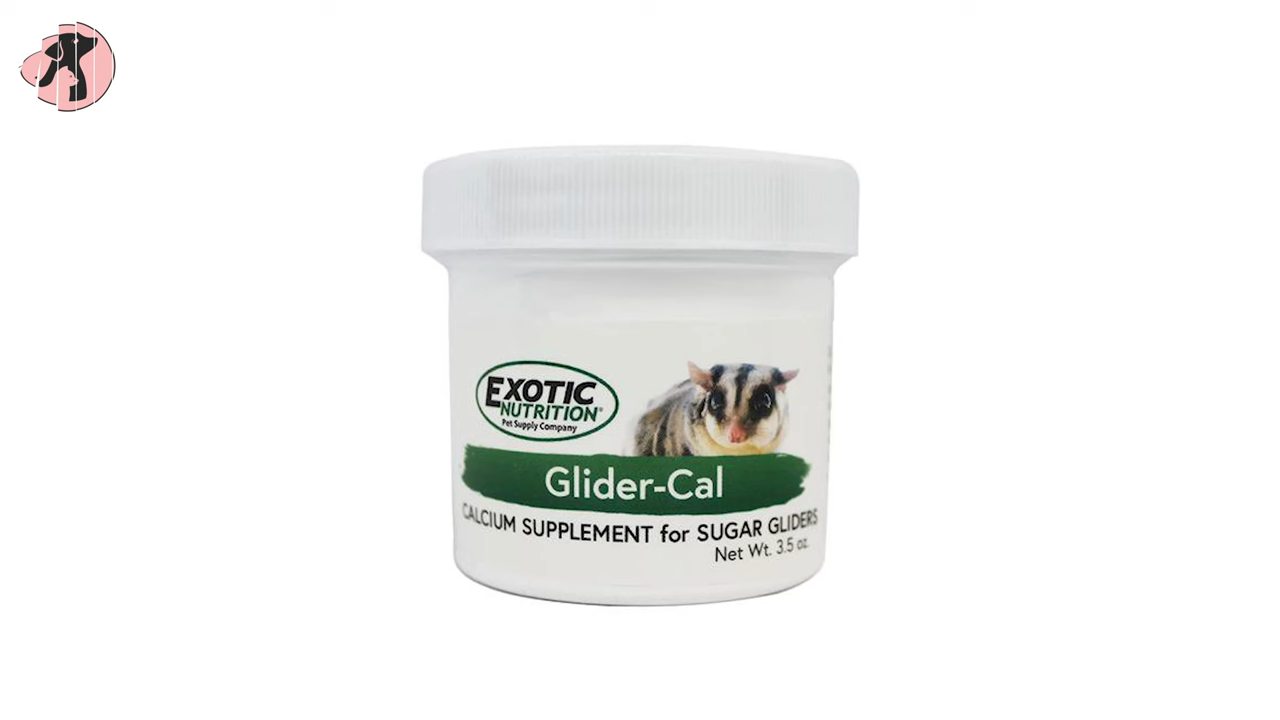 EXOTIC
NUTRITION®
Pet Supply Company
Glider-Cal
CALCIUM SUPPLEMENT for SUGAR GLIDERS
Net Wt. 3.5 oz.